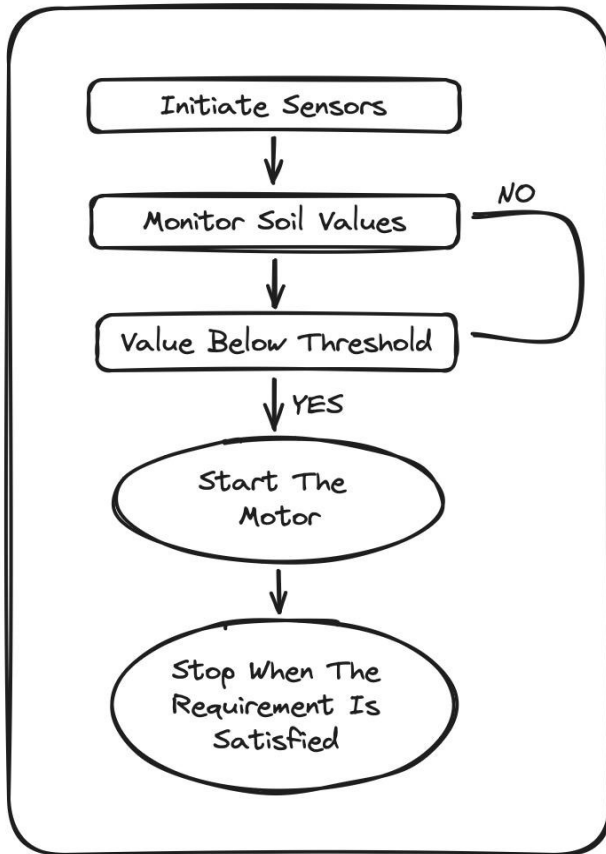 Initiate Sensors
NO
Monitor Soil Values
Value Below Threshold
YES
Start The
Motor
Stop When The
Requirement Is
Satisfied